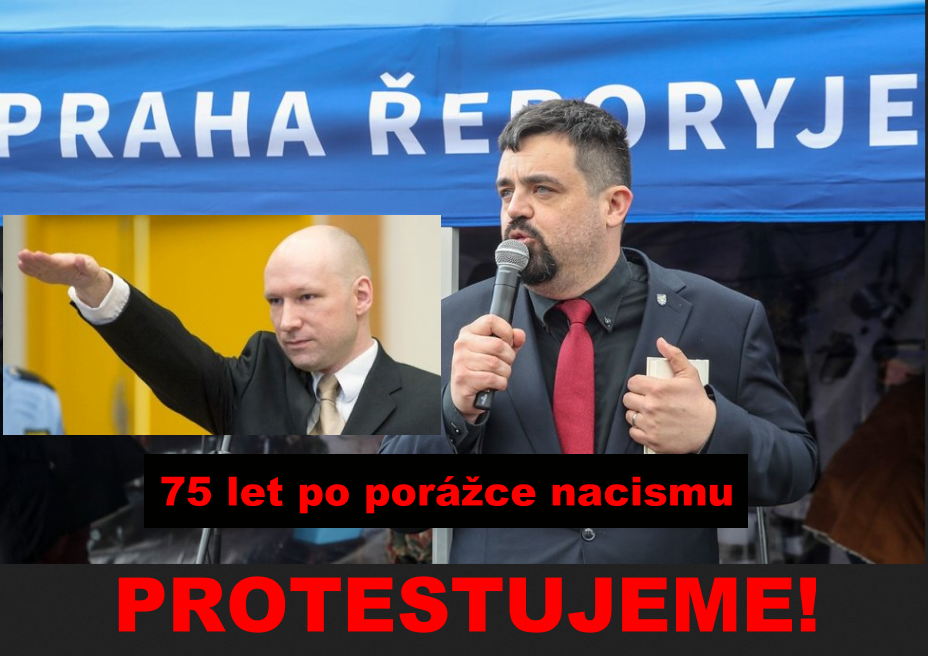 PRAHA ŘEPORYJE
75 let po porážce nacismu
PROTESTUJEME!